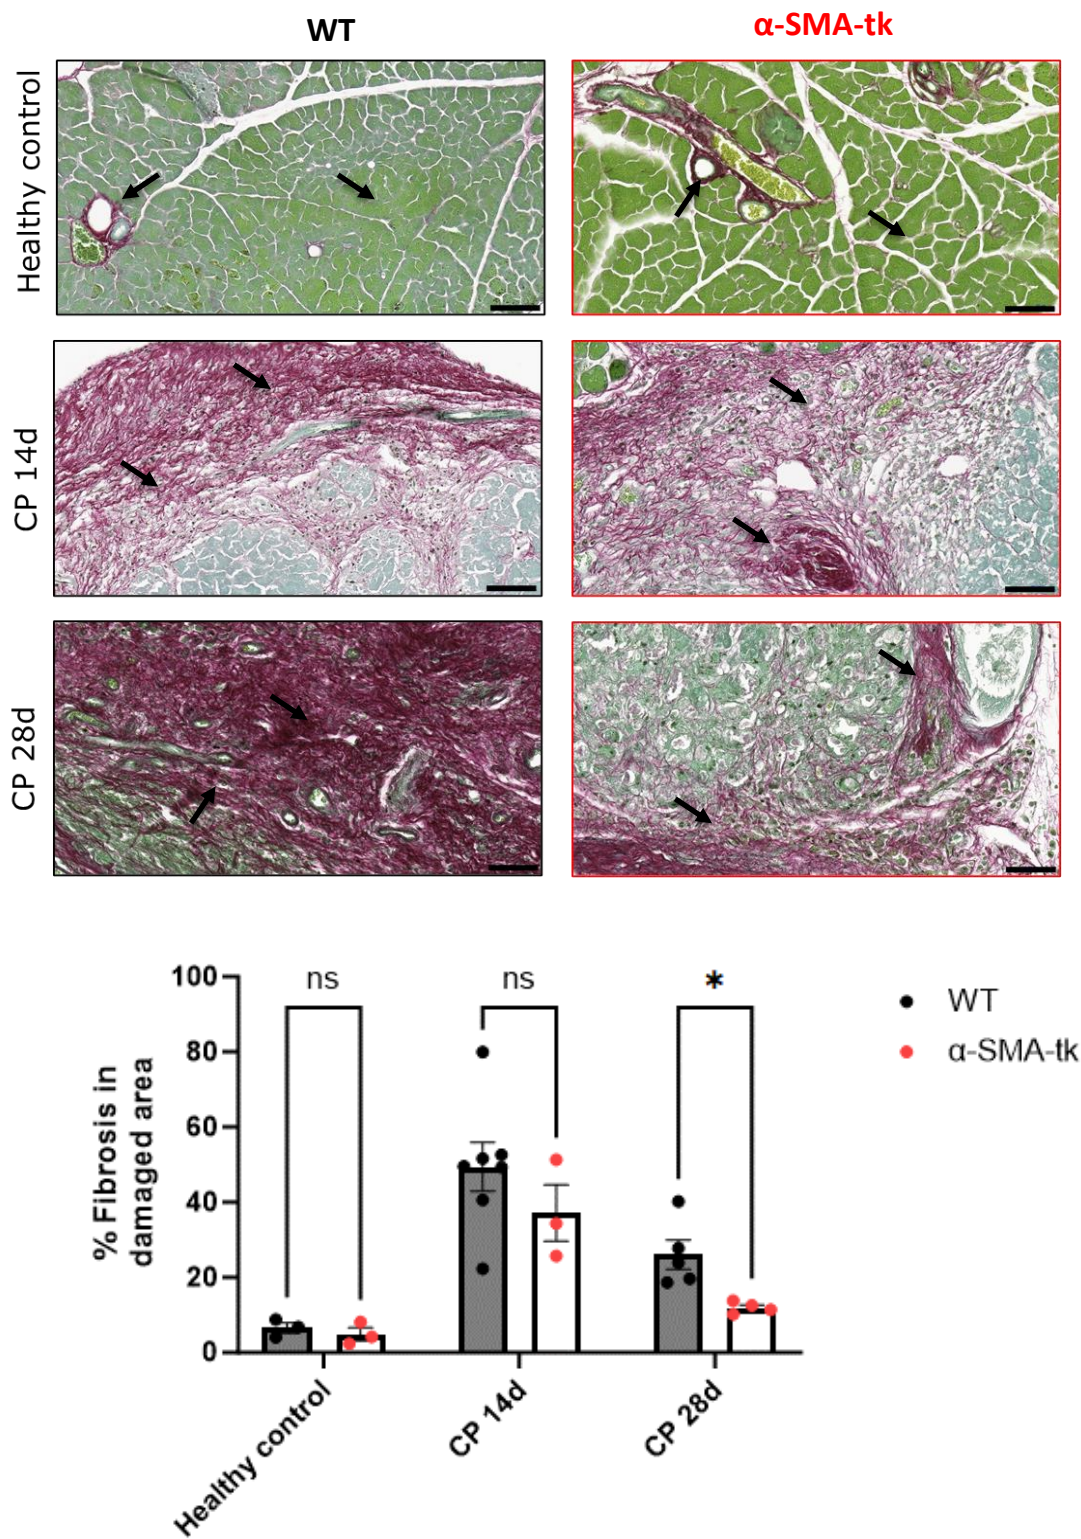 WT
α-SMA-tk
Healthy control
CP 14d
CP 28d
100
80
60
40
20
0
% Fibrosis in
damaged area
ns
ns
*
WT
α-SMA-tk
Healthy control
CP 14d
CP 28d